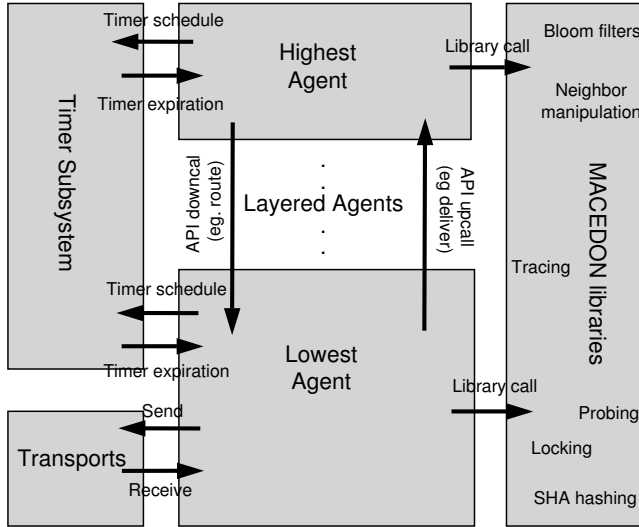 Timer schedule
Timer expiration
Timer Subsystem
Highest
Agent
Library call
Bloom filters
Neighbor
manipulation
API downcal
(eg. route)
Layered Agents
API upcall
(eg deliver)
Tracing
MACEDON libraries
Timer schedule
Timer expiration
Lowest
Agent
Library call
Send
Transports
Receive
Probing
Locking
SHA hashing